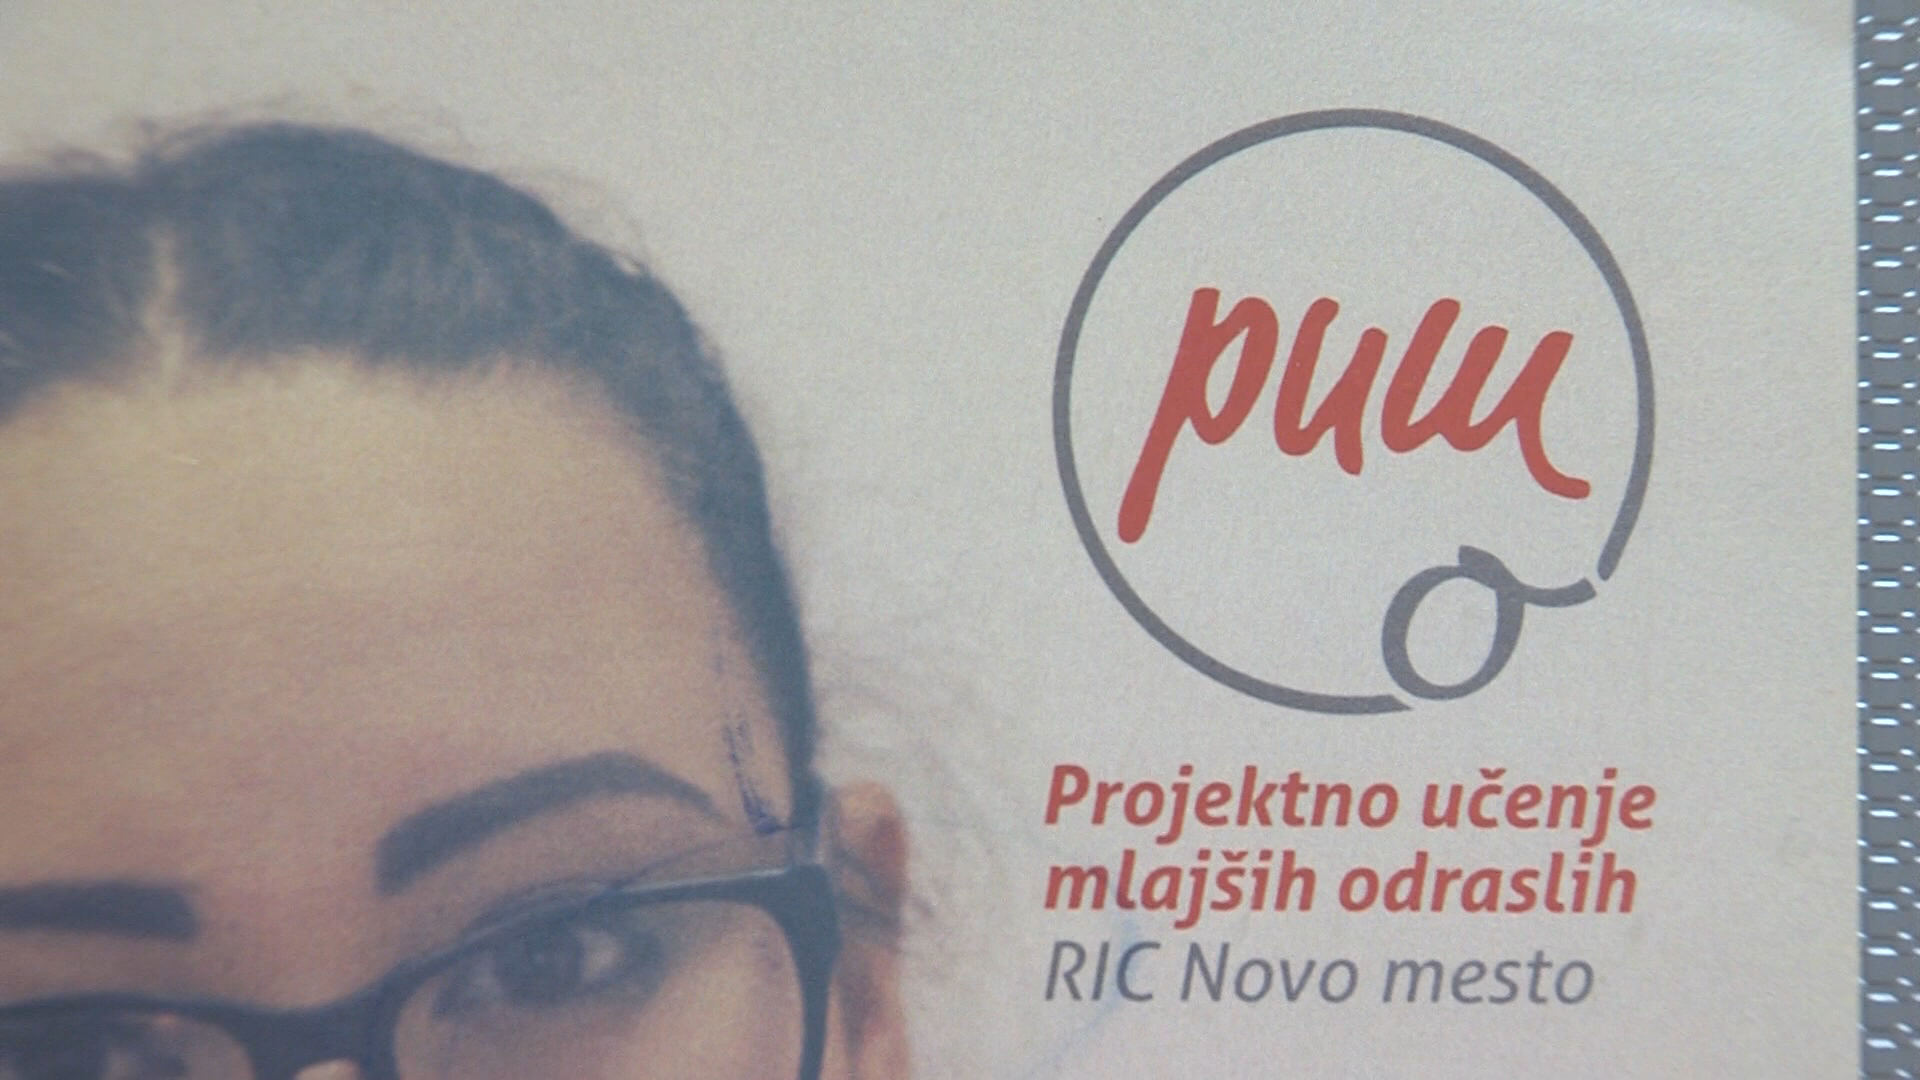 pum
o
Projektno učenje
mlajših odraslih
RIC Novo mesto